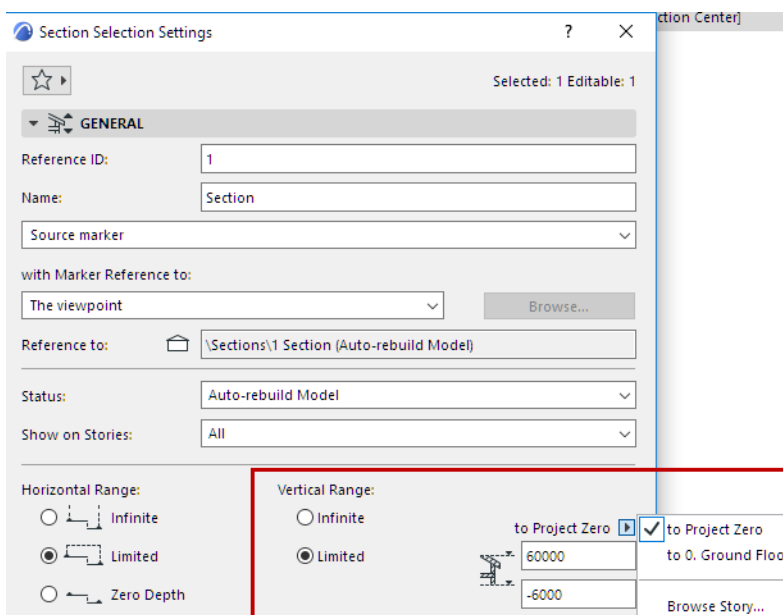 Section Selection Settings ? ction Center]
Selected: 1 Editable: 1
GENERAL
Reference ID: 1
Name: Section
Source marker
with Marker Reference to:
The viewpoint Browse...
Reference to: \Sections\1 Section (Auto-rebuild Model)
Status: Auto-rebuild Model
Show on Stories: All
Horizontal Range: Vertical Range:
Infinite Infinite
to Project Zero to Project Zero
Limited Limited 60000 to 0. Ground Floo
Zero Depth -6000 Browse Story...